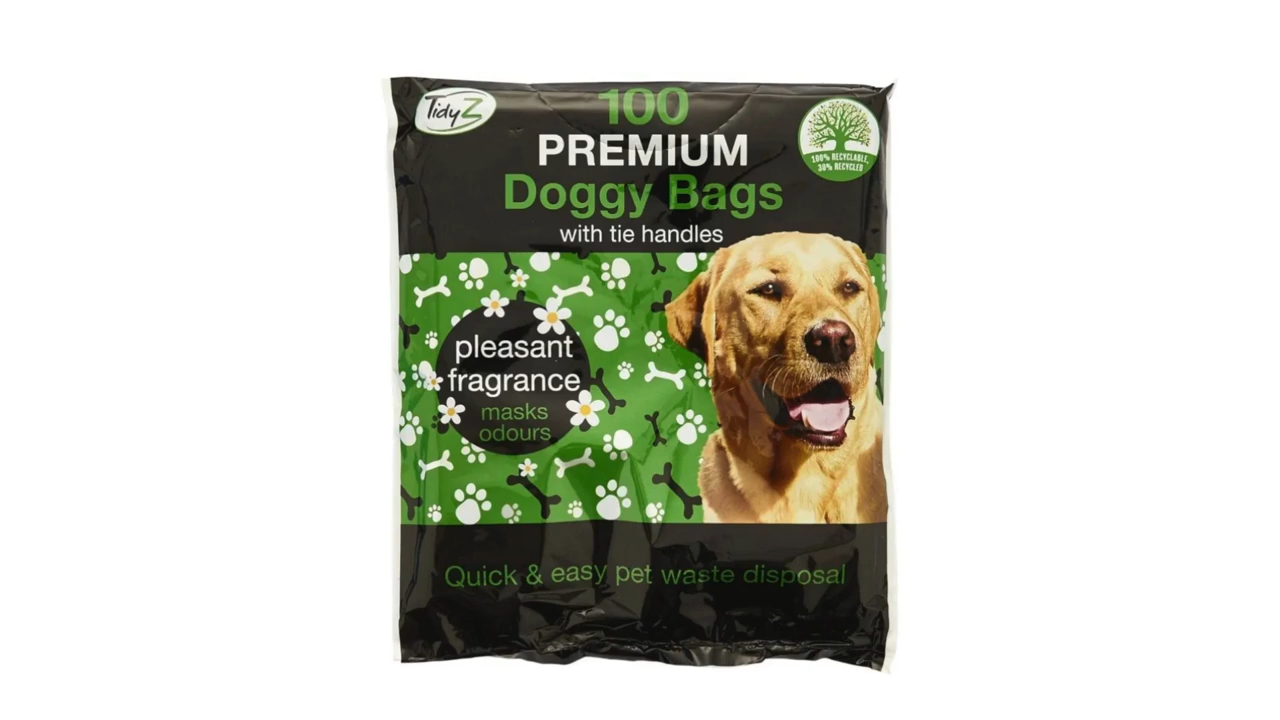 TidyZ
100
PREMIUM
Doggy Bags
with tie handles
100% RECYCLABLE,
30% RECYCLED
pleasant
fragrance
masks
odours
Quick & easy pet waste disposal